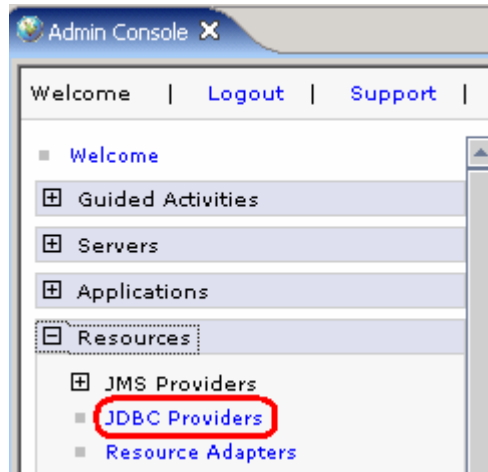 Admin Console
Welcome | Logout | Support |
Welcome
Guided Activities
Servers
Applications
Resources
JMS Providers
JDBC Providers
Resource Adapters